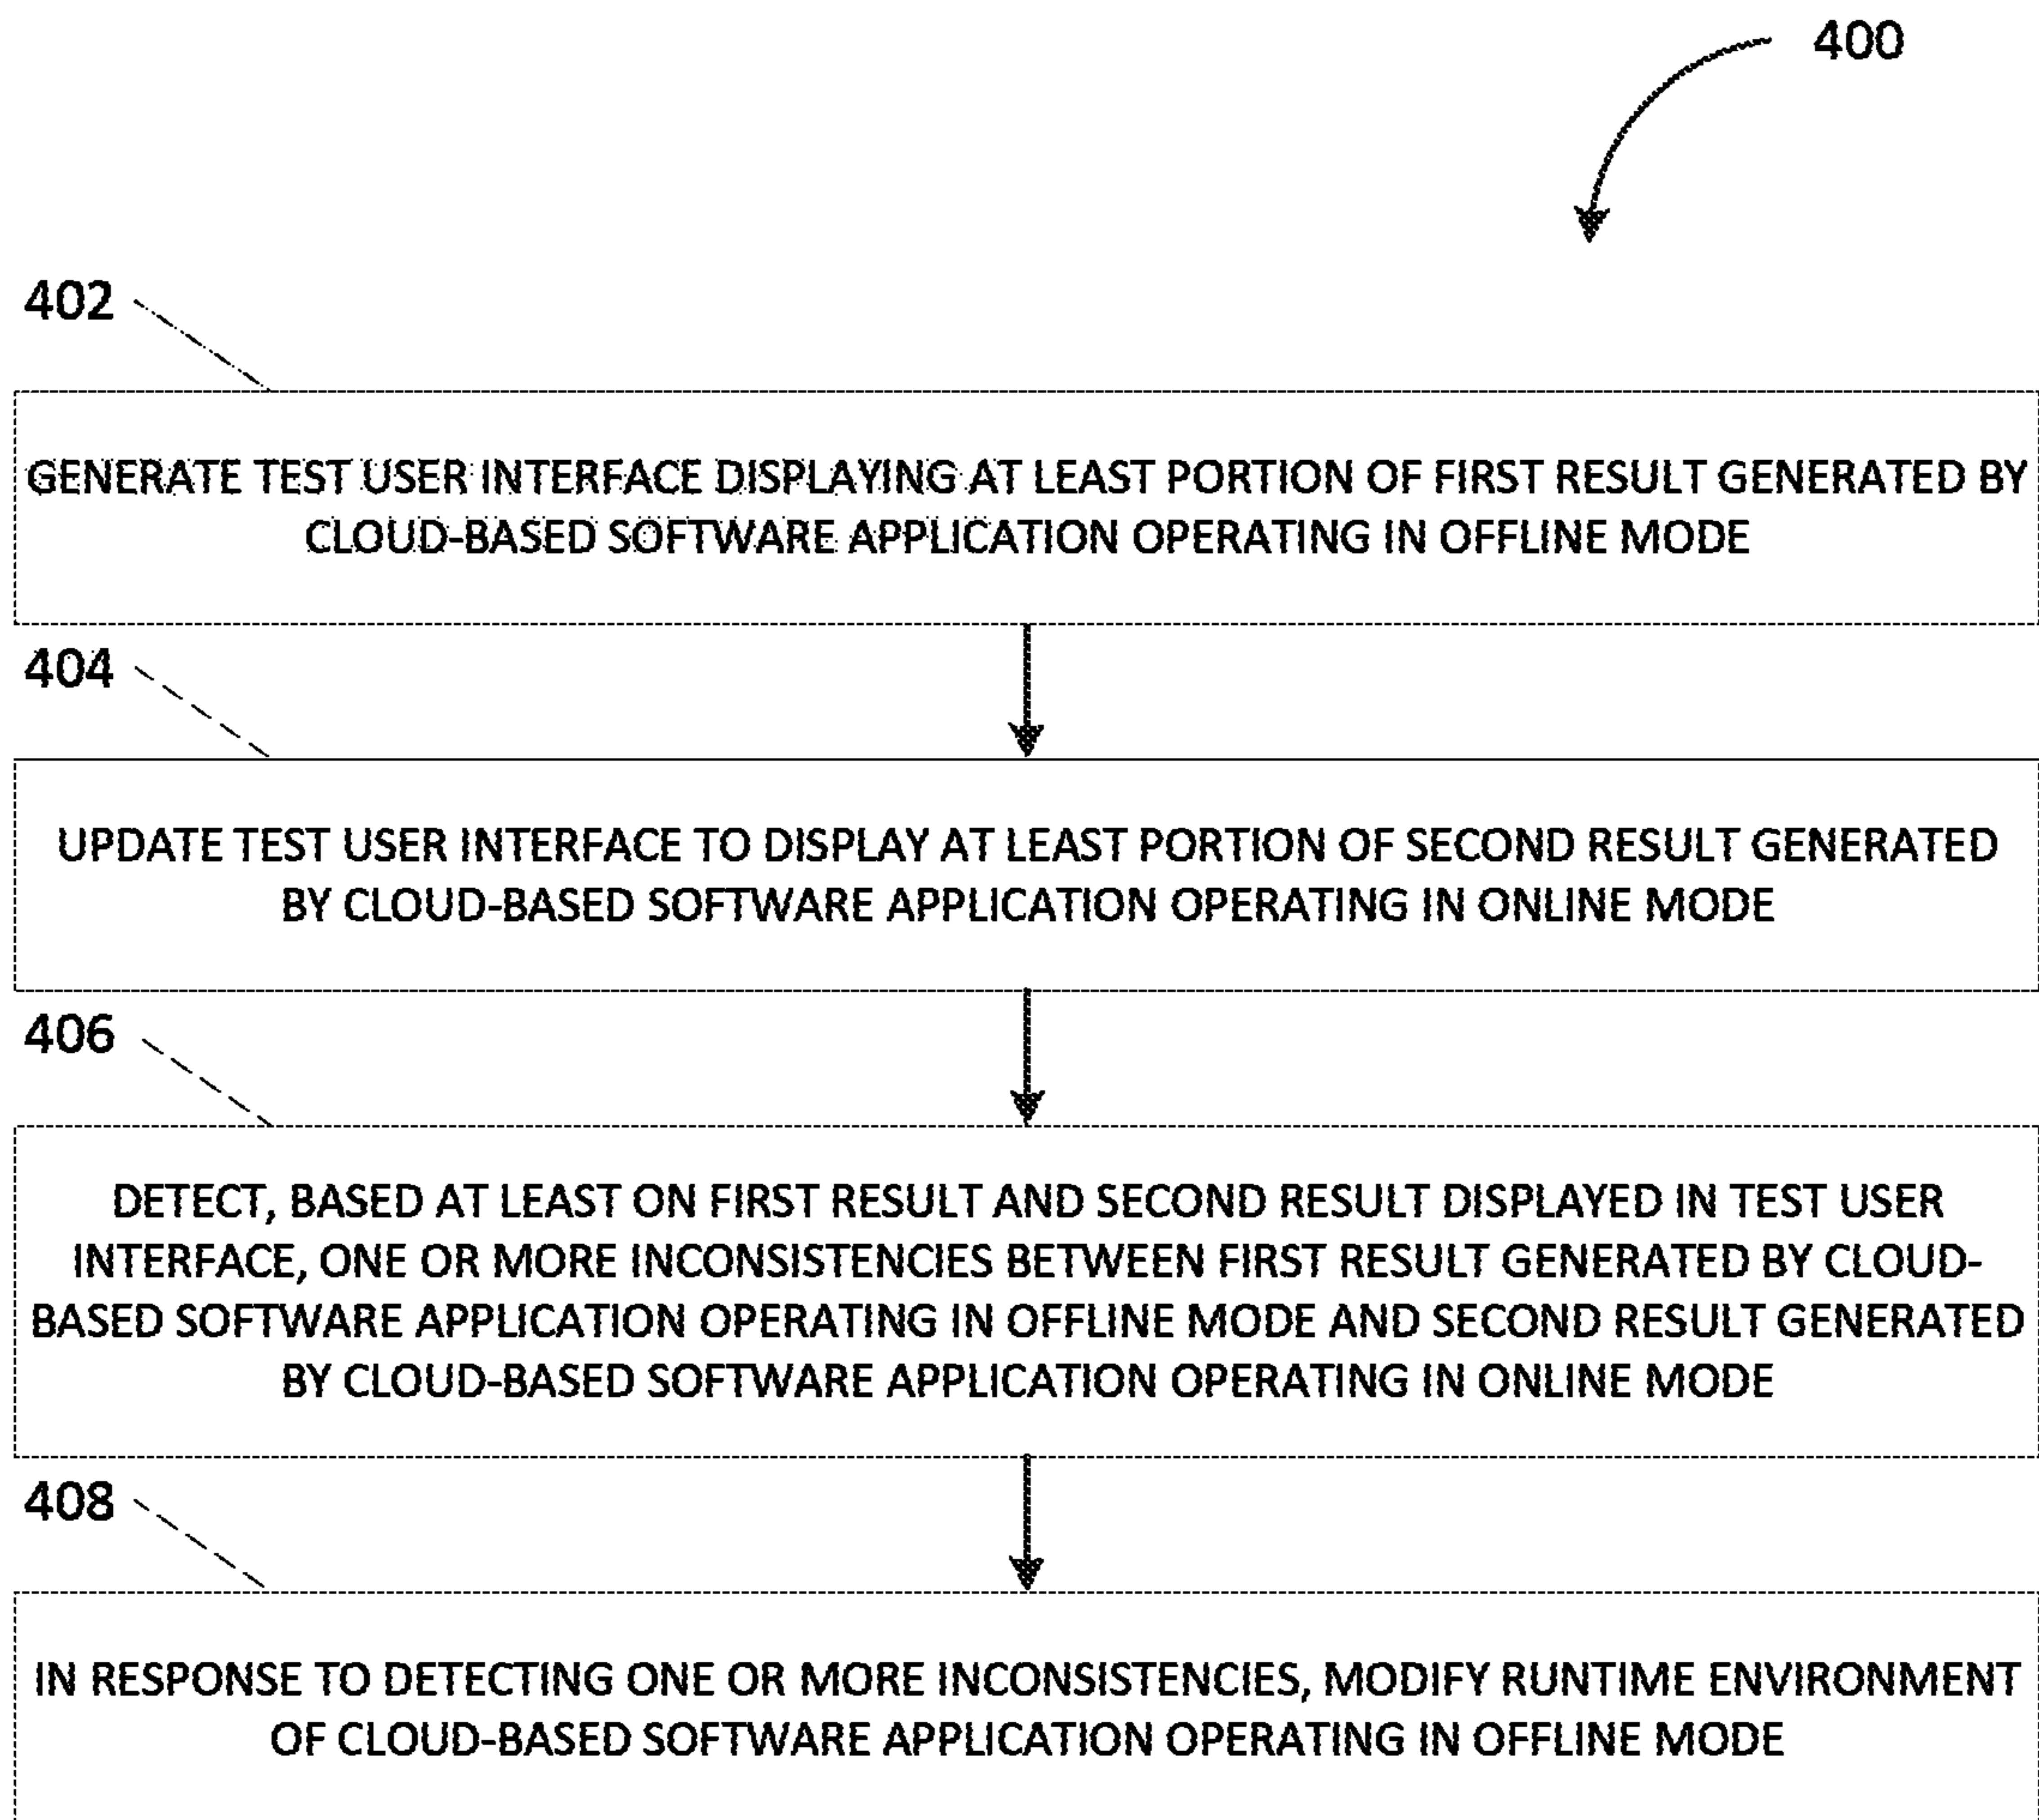 400
402
GENERATE TEST USER INTERFACE DISPLAYING AT LEAST PORTION OF FIRST RESULT GENERATED BY
CLOUD-BASED SOFTWARE APPLICATION OPERATING IN OFFLINE MODE
404
UPDATE TEST USER INTERFACE TO DISPLAY AT LEAST PORTION OF SECOND RESULT GENERATED
BY CLOUD-BASED SOFTWARE APPLICATION OPERATING IN ONLINE MODE
406
DETECT, BASED AT LEAST ON FIRST RESULT AND SECOND RESULT DISPLAYED IN TEST USER
INTERFACE, ONE OR MORE INCONSISTENCIES BETWEEN FIRST RESULT GENERATED BY CLOUD-
BASED SOFTWARE APPLICATION OPERATING IN OFFLINE MODE AND SECOND RESULT GENERATED
BY CLOUD-BASED SOFTWARE APPLICATION OPERATING IN ONLINE MODE
408
IN RESPONSE TO DETECTING ONE OR MORE INCONSISTENCIES, MODIFY RUNTIME ENVIRONMENT
OF CLOUD-BASED SOFTWARE APPLICATION OPERATING IN OFFLINE MODE